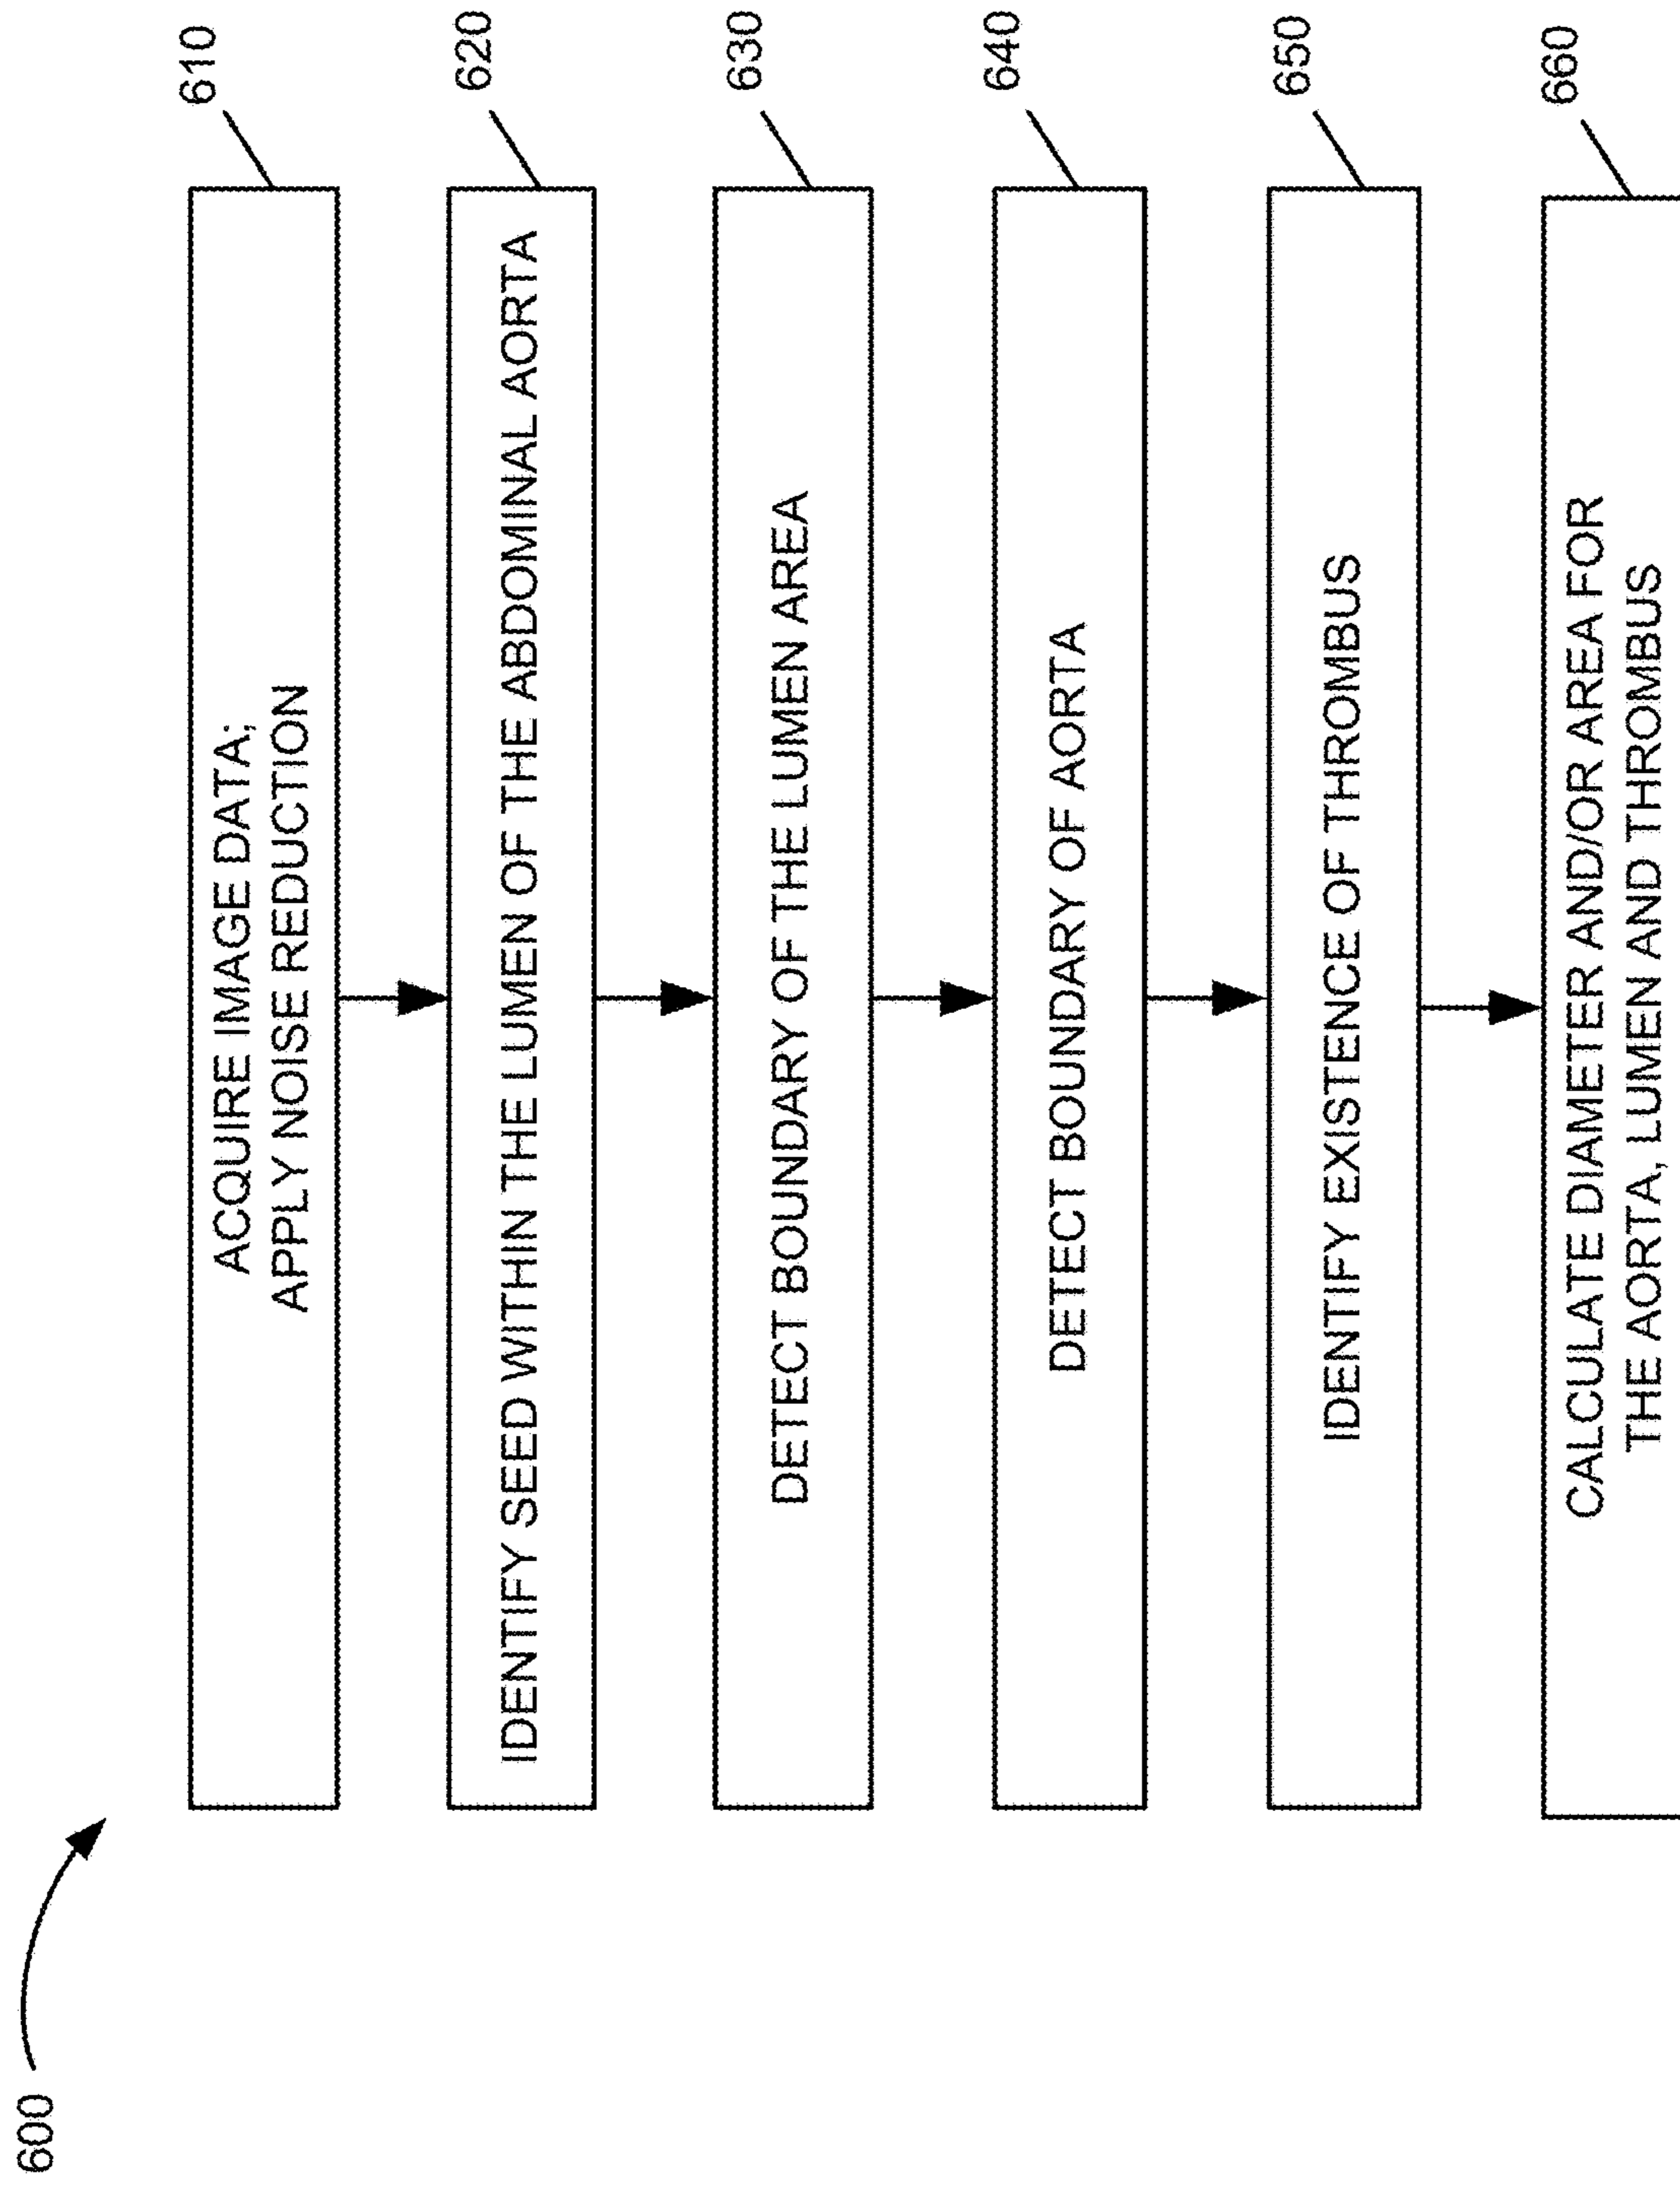 600
610
ACQUIRE IMAGE DATA;
APPLY NOISE REDUCTION
620
IDENTIFY SEED WITHIN THE LUMEN OF THE ABDOMINAL AORTA
630
DETECT BOUNDARY OF THE LUMEN AREA
640
DETECT BOUNDARY OF AORTA
650
IDENTIFY EXISTENCE OF THROMBUS
660
CALCULATE DIAMETER AND/OR AREA FOR
THE AORTA, LUMEN AND THROMBUS